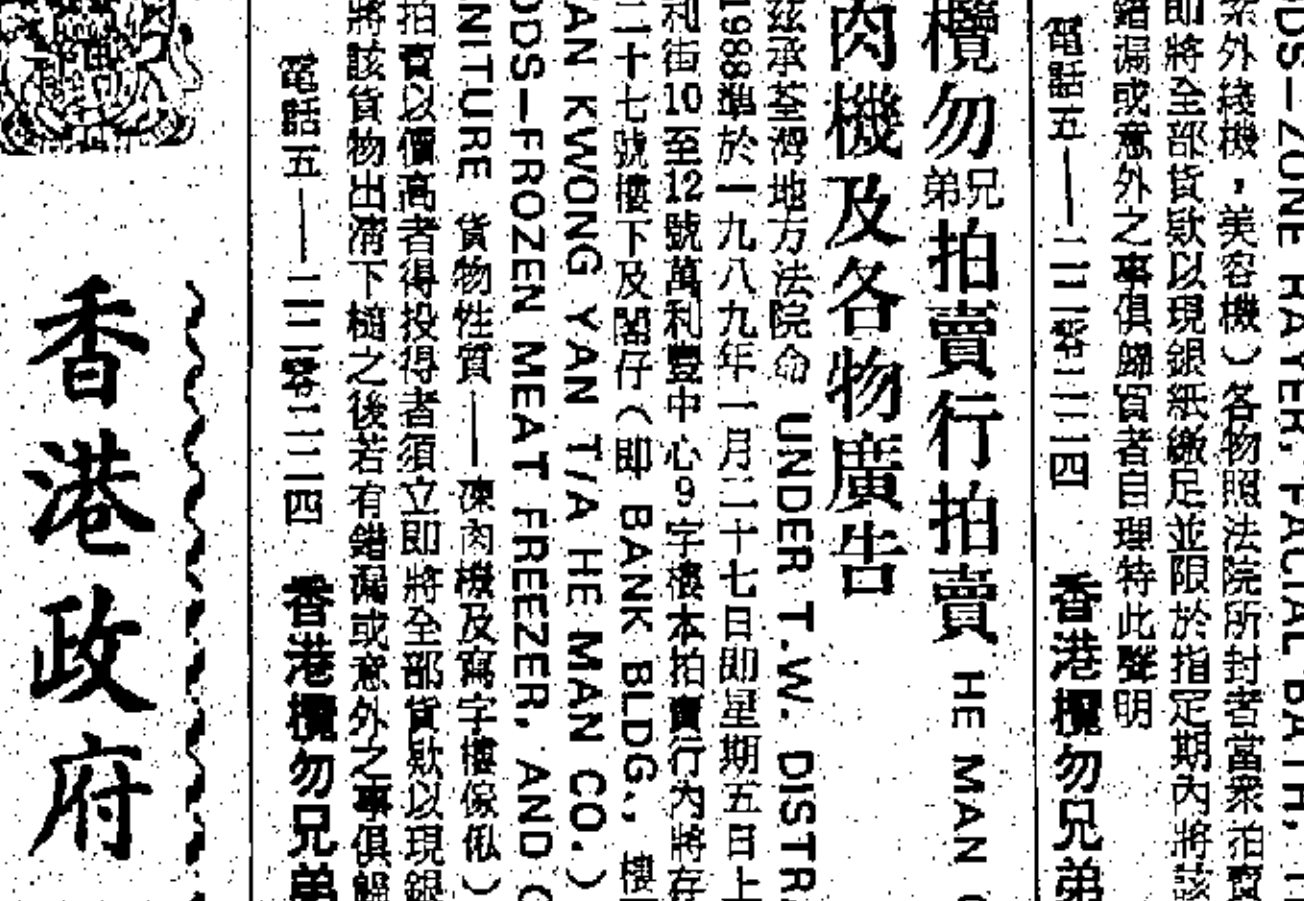 DS—ZONE HAYER, FACIAL BATH,
系外綫機，美容機）各物照法院所封者當衆拍賣
即將全部貨欵以現銀紙繳足並限於指定期內將該
錯漏或意外之事俱歸買者自理特此聲明
電話五——二二二零二二二四 香港欖勿兄弟
欖勿兄弟拍賣行拍賣 HE MAN
肉機及各物廣告
茲承荃灣地方法院命 UNDER T.W. DISTR
1988準於一九八九年一月二十七日即星期五日上
利街10至12號萬利豐中心9字樓本拍賣行內將存
二十七號樓下及閣仔（即 BANK BLDG., 樓
AN KWONG YAN T/A HE MAN CO.）
ODS—FROZEN MEAT FREEZER, AND
NITURE 貨物性質——凍肉機及寫字樓傢俬）
拍賣以價高者得投得者須立即將全部貨欵以現銀
將該貨物出清下槌之後若有錯漏或意外之事俱歸
電話五——二二二零二二二四 香港欖勿兄弟
香港政府